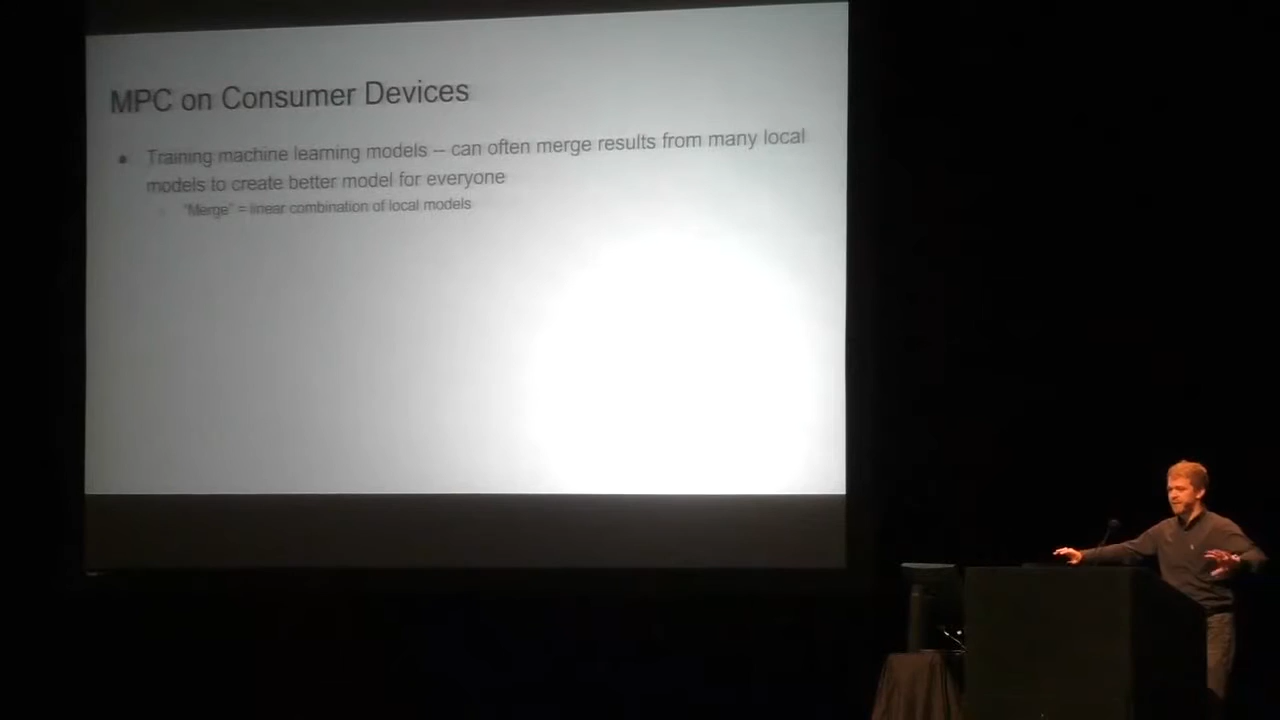 MPC on Consumer Devices
● Training machine learning models – can often merge results from many local
models to create better model for everyone
○ "Merge" = linear combination of local models